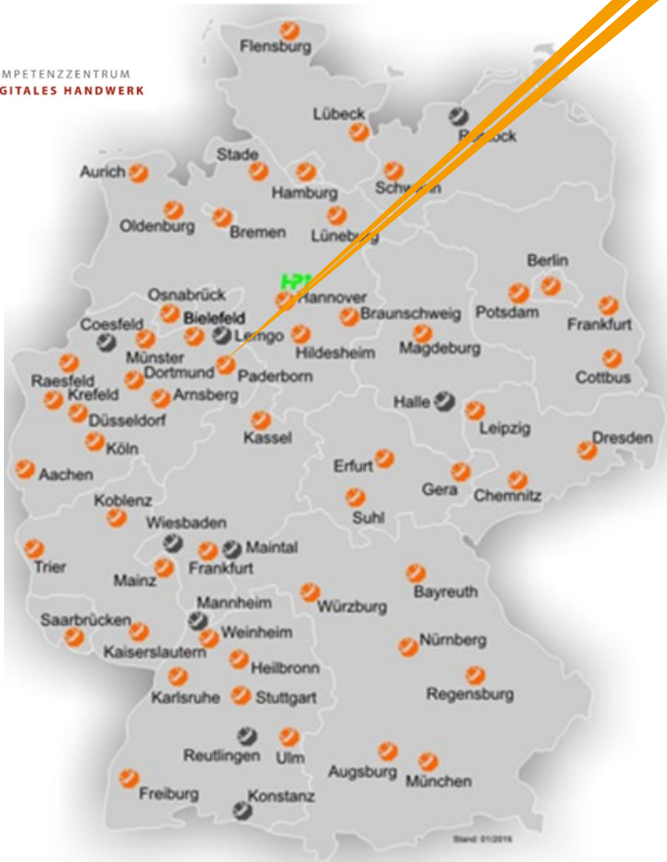 Flensburg
MPETENZZENTRUM
GITALES HANDWERK
Lübeck
Rostock
Stade
Aurich
Hamburg
Schwerin
Oldenburg
Bremen
Lüneburg
Berlin
HPI
Hannover
Osnabrück
Potsdam
Braunschweig
Frankfurt
Coesfeld
Bielefeld
Lemgo
Münster
Hildesheim
Magdeburg
Dortmund
Paderborn
Cottbus
Raesfeld
Krefeld
Arnsberg
Halle
Düsseldorf
Kassel
Leipzig
Dresden
Köln
Erfurt
Aachen
Gera
Chemnitz
Koblenz
Suhl
Wiesbaden
Maintal
Trier
Frankfurt
Mainz
Bayreuth
Mannheim
Würzburg
Saarbrücken
Weinheim
Kaiserslautern
Nürnberg
Heilbronn
Karlsruhe
Stuttgart
Regensburg
Reutlingen
Ulm
Augsburg
München
Freiburg
Konstanz
Stand: 01/2016